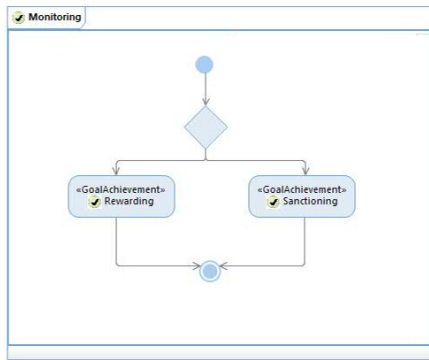 Monitoring
«GoalAchievement»
Rewarding
«GoalAchievement»
Sanctioning